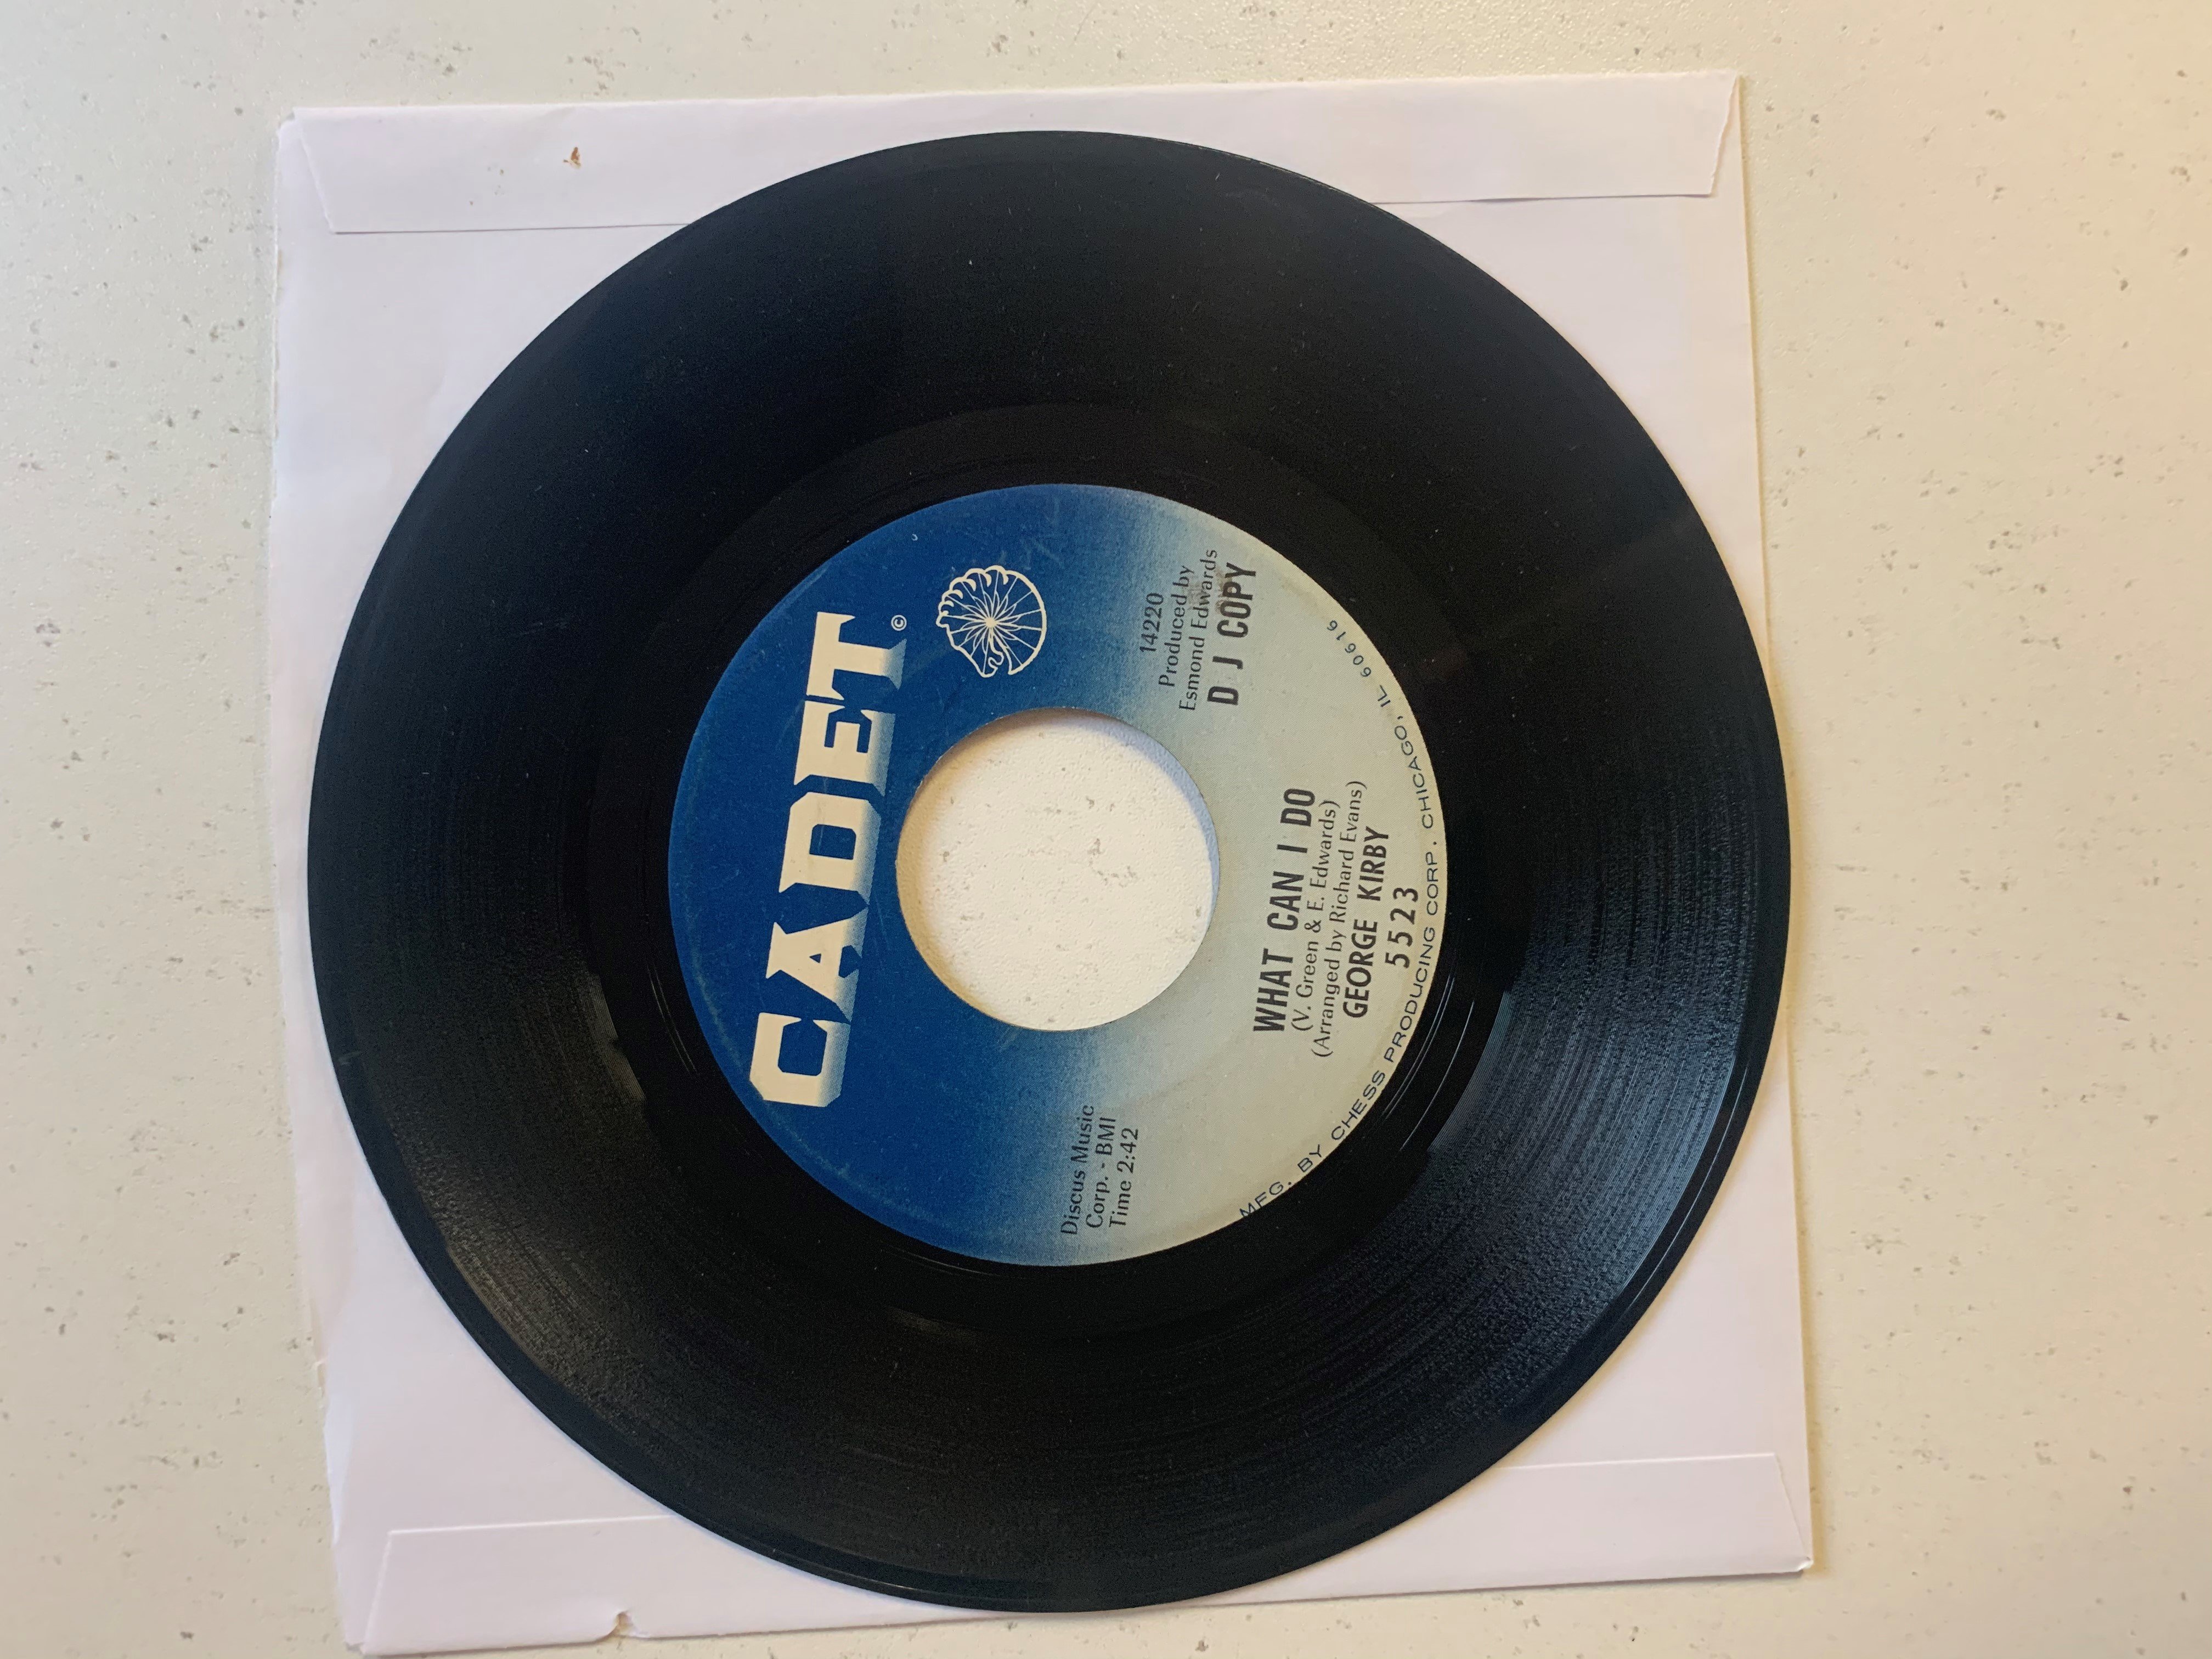 CADET ©
Discus Music
Corp. - BMI
Time 2:42
14220
Produced by
Esmond Edwards
D J COPY
WHAT CAN I DO
(V. Green & E. Edwards)
(Arranged by Richard Evans)
GEORGE KIRBY
5523
MFG. BY CHESS PRODUCING CORP. CHICAGO, IL 60616